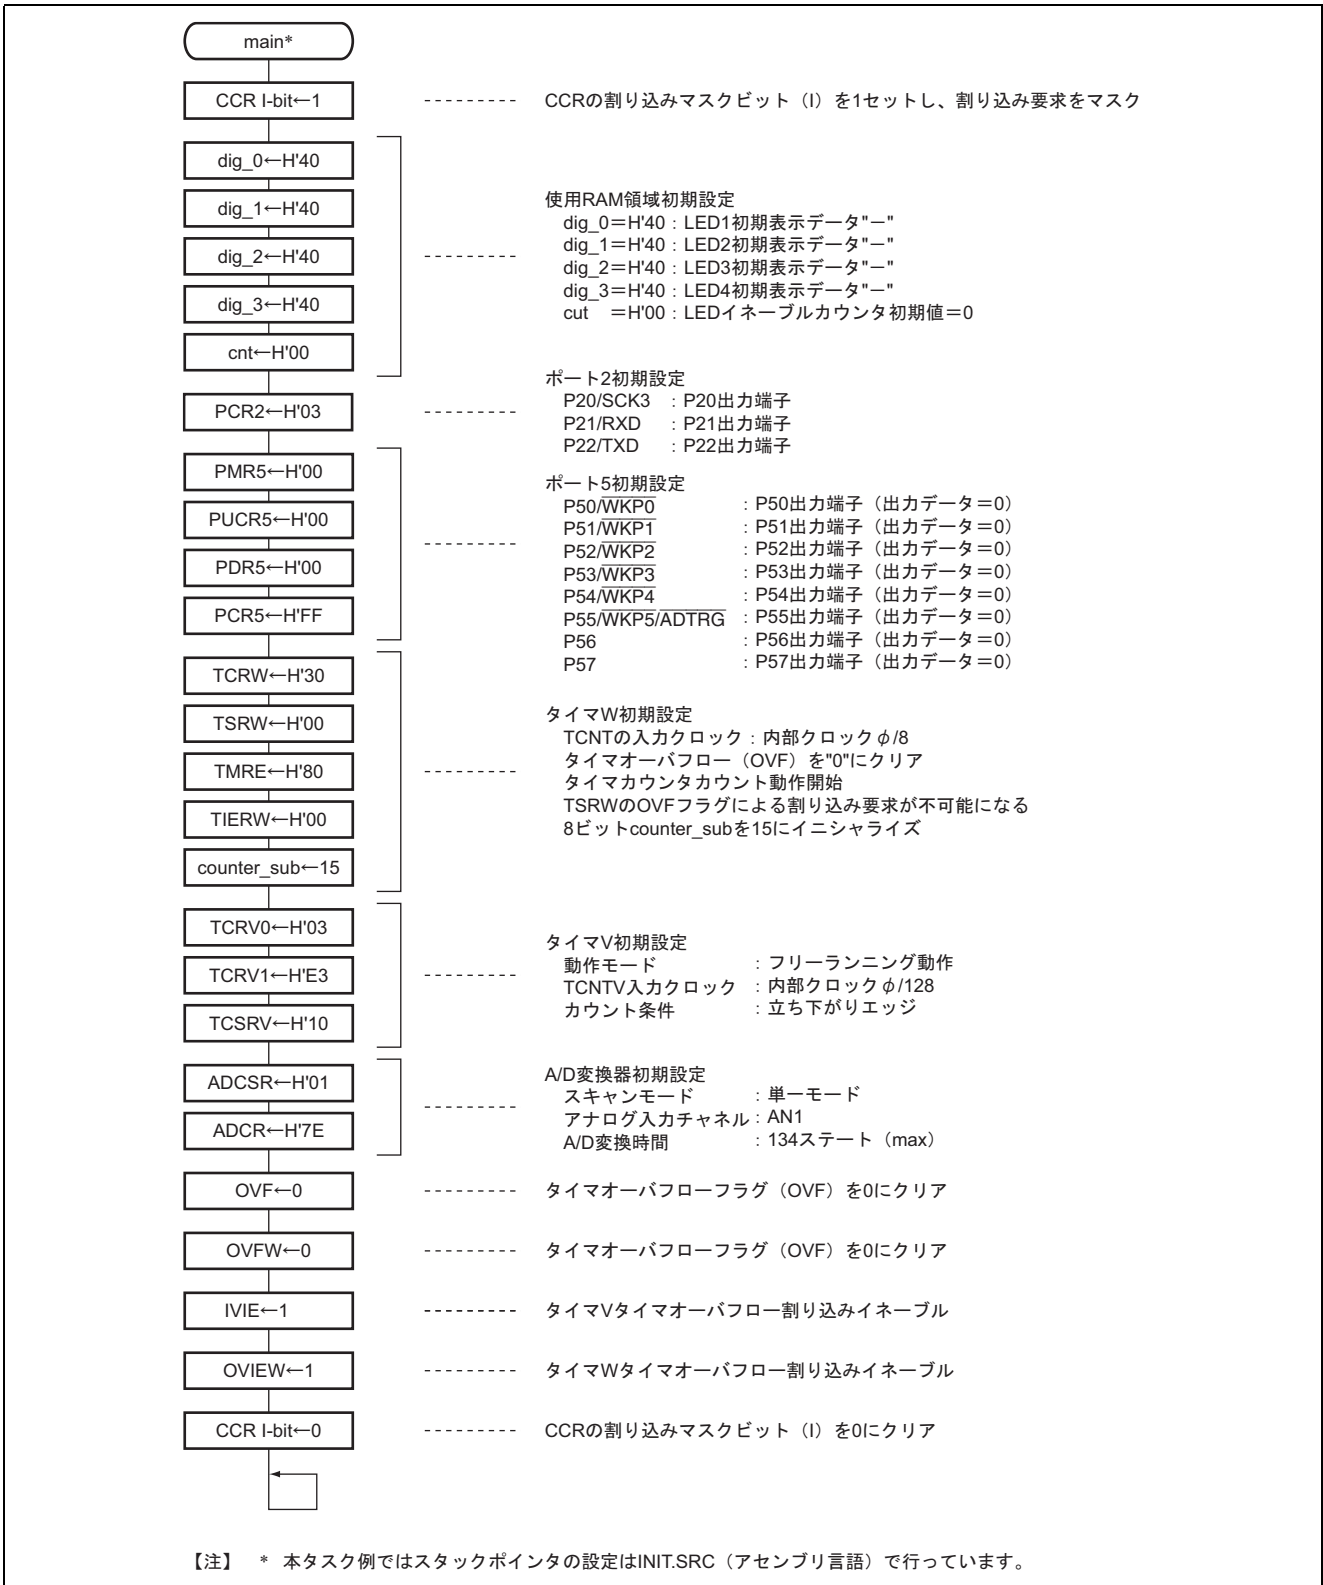 main*
CCR I-bit←1
CCRの割り込みマスクビット（I）を1セットし、割り込み要求をマスク
dig_0←H'40
dig_1←H'40
dig_2←H'40
dig_3←H'40
cnt←H'00
使用RAM領域初期設定
dig_0＝H'40：LED1初期表示データ"－"
dig_1＝H'40：LED2初期表示データ"－"
dig_2＝H'40：LED3初期表示データ"－"
dig_3＝H'40：LED4初期表示データ"－"
cut ＝H'00：LEDイネーブルカウンタ初期値＝0
PCR2←H'03
ポート2初期設定
P20/SCK3 ：P20出力端子
P21/RXD ：P21出力端子
P22/TXD ：P22出力端子
PMR5←H'00
PUCR5←H'00
PDR5←H'00
PCR5←H'FF
ポート5初期設定
P50/WKP0 ：P50出力端子（出力データ＝0）
P51/WKP1 ：P51出力端子（出力データ＝0）
P52/WKP2 ：P52出力端子（出力データ＝0）
P53/WKP3 ：P53出力端子（出力データ＝0）
P54/WKP4 ：P54出力端子（出力データ＝0）
P55/WKP5/ADTRG ：P55出力端子（出力データ＝0）
P56 ：P56出力端子（出力データ＝0）
P57 ：P57出力端子（出力データ＝0）
TCRW←H'30
TSRW←H'00
TMRE←H'80
TIERW←H'00
counter_sub←15
タイマW初期設定
TCNTの入力クロック：内部クロックφ/8
タイマオーバフロー（OVF）を"0"にクリア
タイマカウンタカウント動作開始
TSRWのOVFフラグによる割り込み要求が不可能になる
8ビットcounter_subを15にイニシャライズ
TCRV0←H'03
TCRV1←H'E3
TCSRV←H'10
タイマV初期設定
動作モード ：フリーランニング動作
TCNTV入力クロック ：内部クロックφ/128
カウント条件 ：立ち下がりエッジ
ADCSR←H'01
ADCR←H'7E
A/D変換器初期設定
スキャンモード ：単一モード
アナログ入力チャネル：AN1
A/D変換時間 ：134ステート（max）
OVF←0
タイマオーバフローフラグ（OVF）を0にクリア
OVFW←0
タイマオーバフローフラグ（OVF）を0にクリア
IVIE←1
タイマVタイマオーバフロー割り込みイネーブル
OVIEW←1
タイマWタイマオーバフロー割り込みイネーブル
CCR I-bit←0
CCRの割り込みマスクビット（I）を0にクリア
【注】 * 本タスク例ではスタックポインタの設定はINIT.SRC（アセンブリ言語）で行っています。